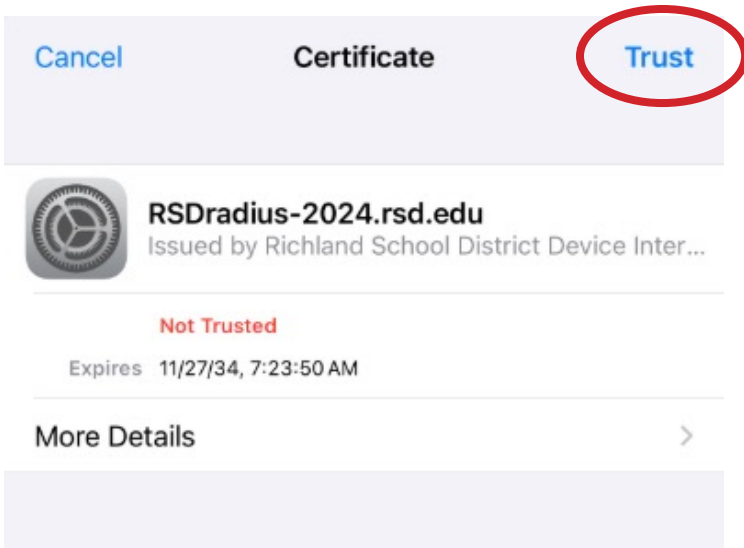 Cancel Certificate Trust
RSDradius-2024.rsd.edu
Issued by Richland School District Device Inter...
Not Trusted
Expires 11/27/34, 7:23:50 AM
More Details